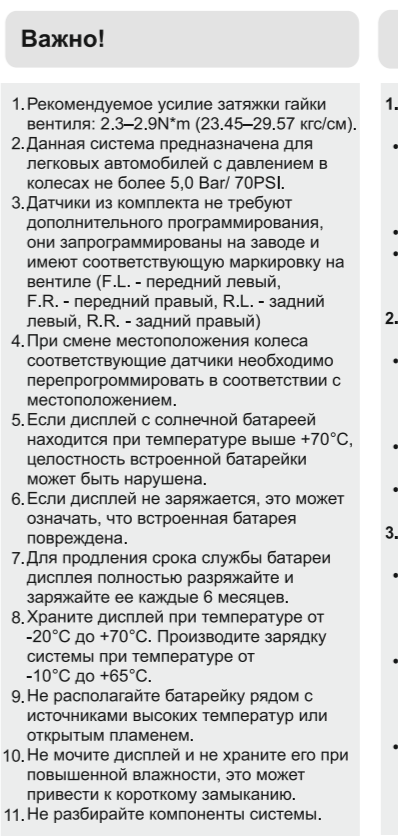 Важно!
1. Рекомендуемое усилие затяжки гайки
вентиля: 2.3–2.9N*m (23.45–29.57 кгс/см).
2. Данная система предназначена для
легковых автомобилей с давлением в
колесах не более 5,0 Bar/ 70PSI.
3. Датчики из комплекта не требуют
дополнительного программирования,
они запрограммированы на заводе и
имеют соответствующую маркировку на
вентиле (F.L. - передний левый,
F.R. - передний правый, R.L. - задний
левый, R.R. - задний правый)
4. При смене местоположения колеса
соответствующие датчики необходимо
перепрограммировать в соответствии с
местоположением.
5. Если дисплей с солнечной батареей
находится при температуре выше +70°C,
целостность встроенной батарейки
может быть нарушена.
6. Если дисплей не заряжается, это может
означать, что встроенная батарея
повреждена.
7. Для продления срока службы батареи
дисплея полностью разряжайте и
заряжайте ее каждые 6 месяцев.
8. Храните дисплей при температуре от
-20°C до +70°C. Производите зарядку
системы при температуре от
-10°C до +65°C.
9. Не располагайте батарейку рядом с
источниками высоких температур или
открытым пламенем.
10. Не мочите дисплей и не храните его при
повышенной влажности, это может
привести к короткому замыканию.
11. Не разбирайте компоненты системы.
1.
•
•
•
2.
•
•
•
3.
•
•
•